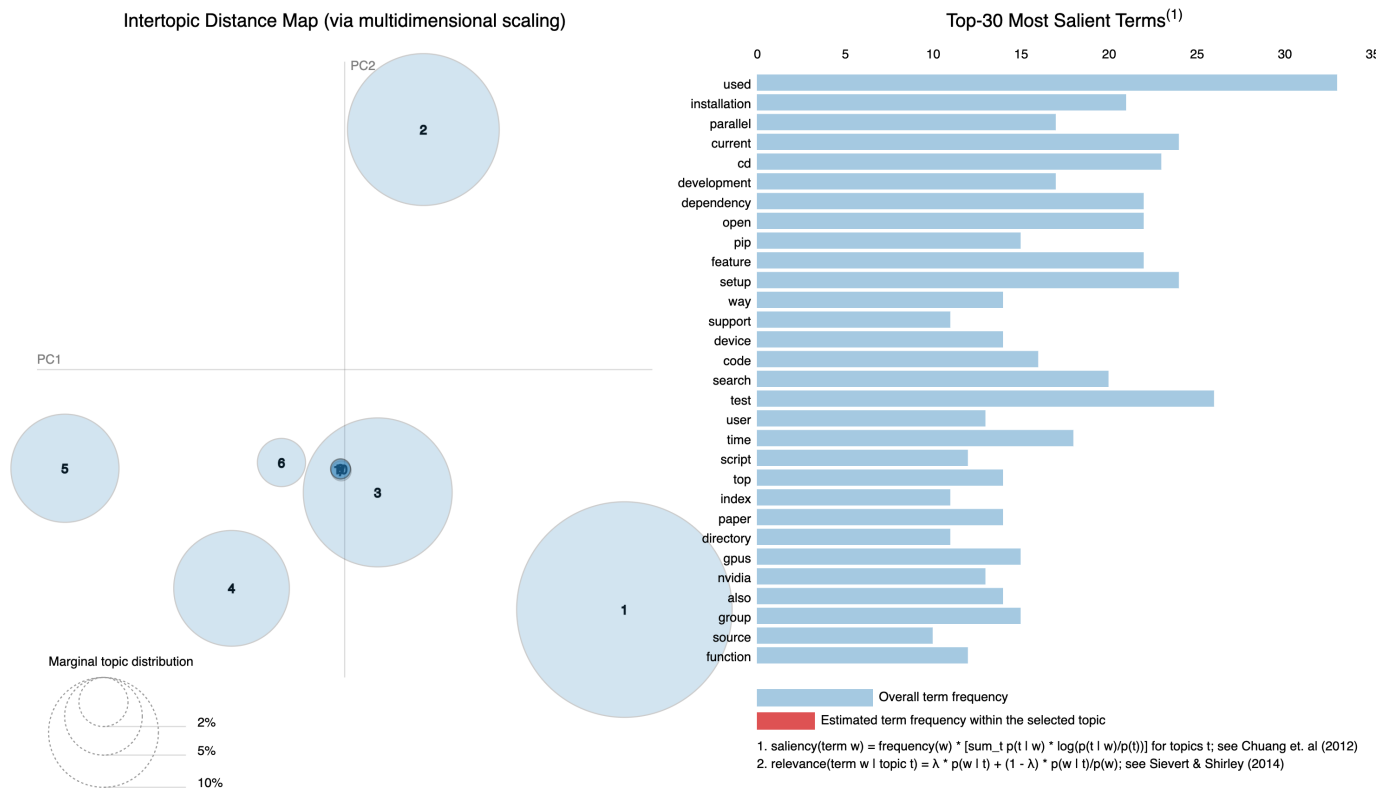 Intertopic Distance Map (via multidimensional scaling)
PC2
PC1
2
5
6
3
4
1
Marginal topic distribution
2%
5%
10%
Top-30 Most Salient Terms(1)
0 5 10 15 20 25 30 35
used
installation
parallel
current
cd
development
dependency
open
pip
feature
setup
way
support
device
code
search
test
user
time
script
top
index
paper
directory
gpus
nvidia
also
group
source
function
Overall term frequency
Estimated term frequency within the selected topic
1. saliency(term w) = frequency(w) * [sum_t p(t | w) * log(p(t | w)/p(t))] for topics t; see Chuang et. al (2012)
2. relevance(term w | topic t) = λ * p(w | t) + (1 - λ) * p(w | t)/p(w); see Sievert & Shirley (2014)